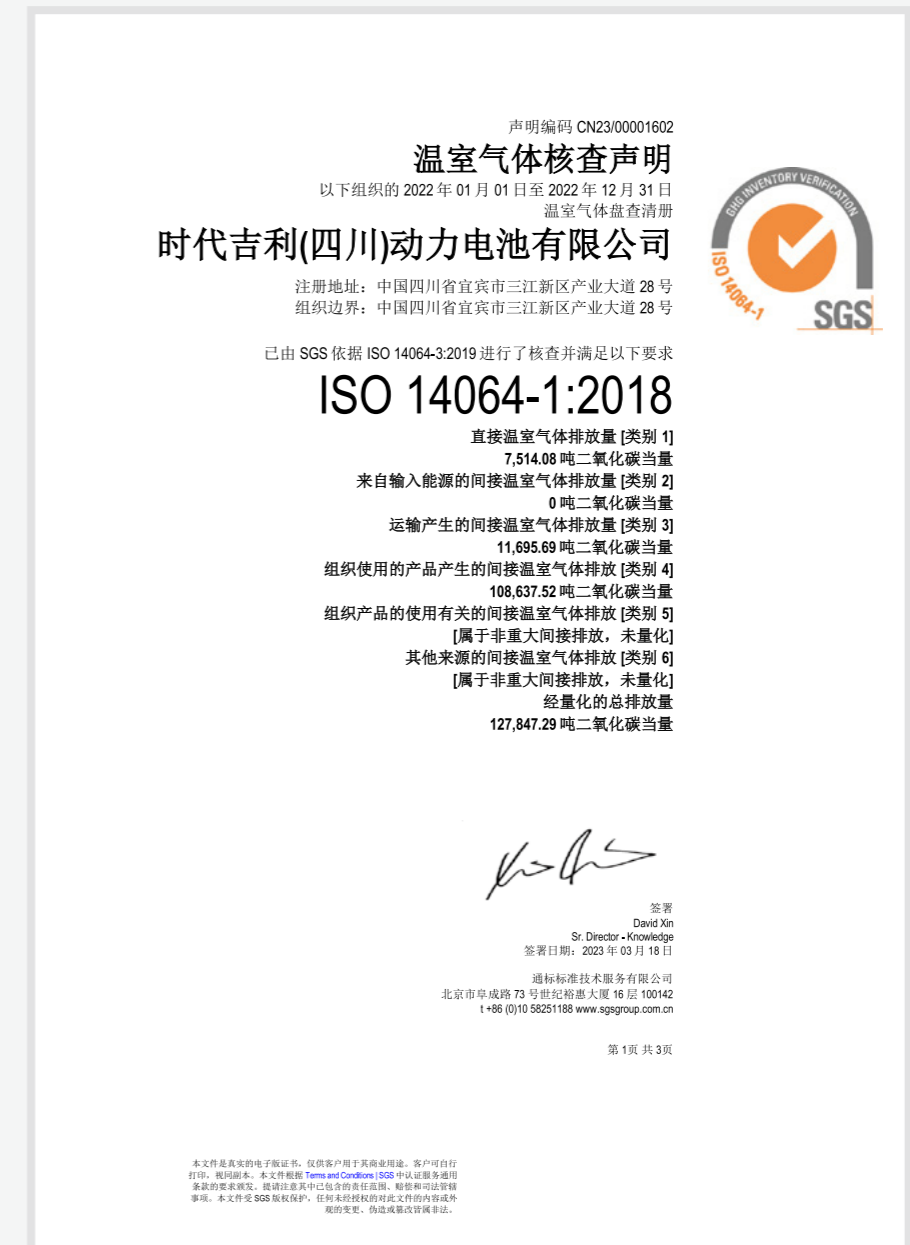 声明编码 CN23/00001602
温室气体核查声明
以下组织的 2022 年 01 月 01 日至 2022 年 12 月 31 日
温室气体盘查清册
时代吉利(四川)动力电池有限公司
注册地址：中国四川省宜宾市三江新区产业大道 28 号
组织边界：中国四川省宜宾市三江新区产业大道 28 号
GHG INVENTORY VERIFICATION
ISO 14064-1
SGS
已由 SGS 依据 ISO 14064-3:2019 进行了核查并满足以下要求
ISO 14064-1:2018
直接温室气体排放量 [类别 1]
7,514.08 吨二氧化碳当量
来自输入能源的间接温室气体排放量 [类别 2]
0 吨二氧化碳当量
运输产生的间接温室气体排放量 [类别 3]
11,695.69 吨二氧化碳当量
组织使用的产品产生的间接温室气体排放 [类别 4]
108,637.52 吨二氧化碳当量
组织产品的使用有关的间接温室气体排放 [类别 5]
[属于非重大间接排放，未量化]
其他来源的间接温室气体排放 [类别 6]
[属于非重大间接排放，未量化]
经量化的总排放量
127,847.29 吨二氧化碳当量
签署
David Xin
Sr. Director - Knowledge
签署日期：2023 年 03 月 18 日
通标标准技术服务有限公司
北京市阜成路 73 号世纪裕惠大厦 16 层 100142
t +86 (0)10 58251188 www.sgsgroup.com.cn
第 1页 共 3页
本文件是真实的电子版证书，仅供客户用于其商业用途。客户可自行
打印，视同副本。本文件根据 Terms and Conditions | SGS 中认证服务通用
条款的要求颁发。提请注意其中已包含的责任范围、赔偿和司法管辖
事项。本文件受 SGS 版权保护，任何未经授权的对此文件的内容或外
观的变更、伪造或篡改皆属非法。